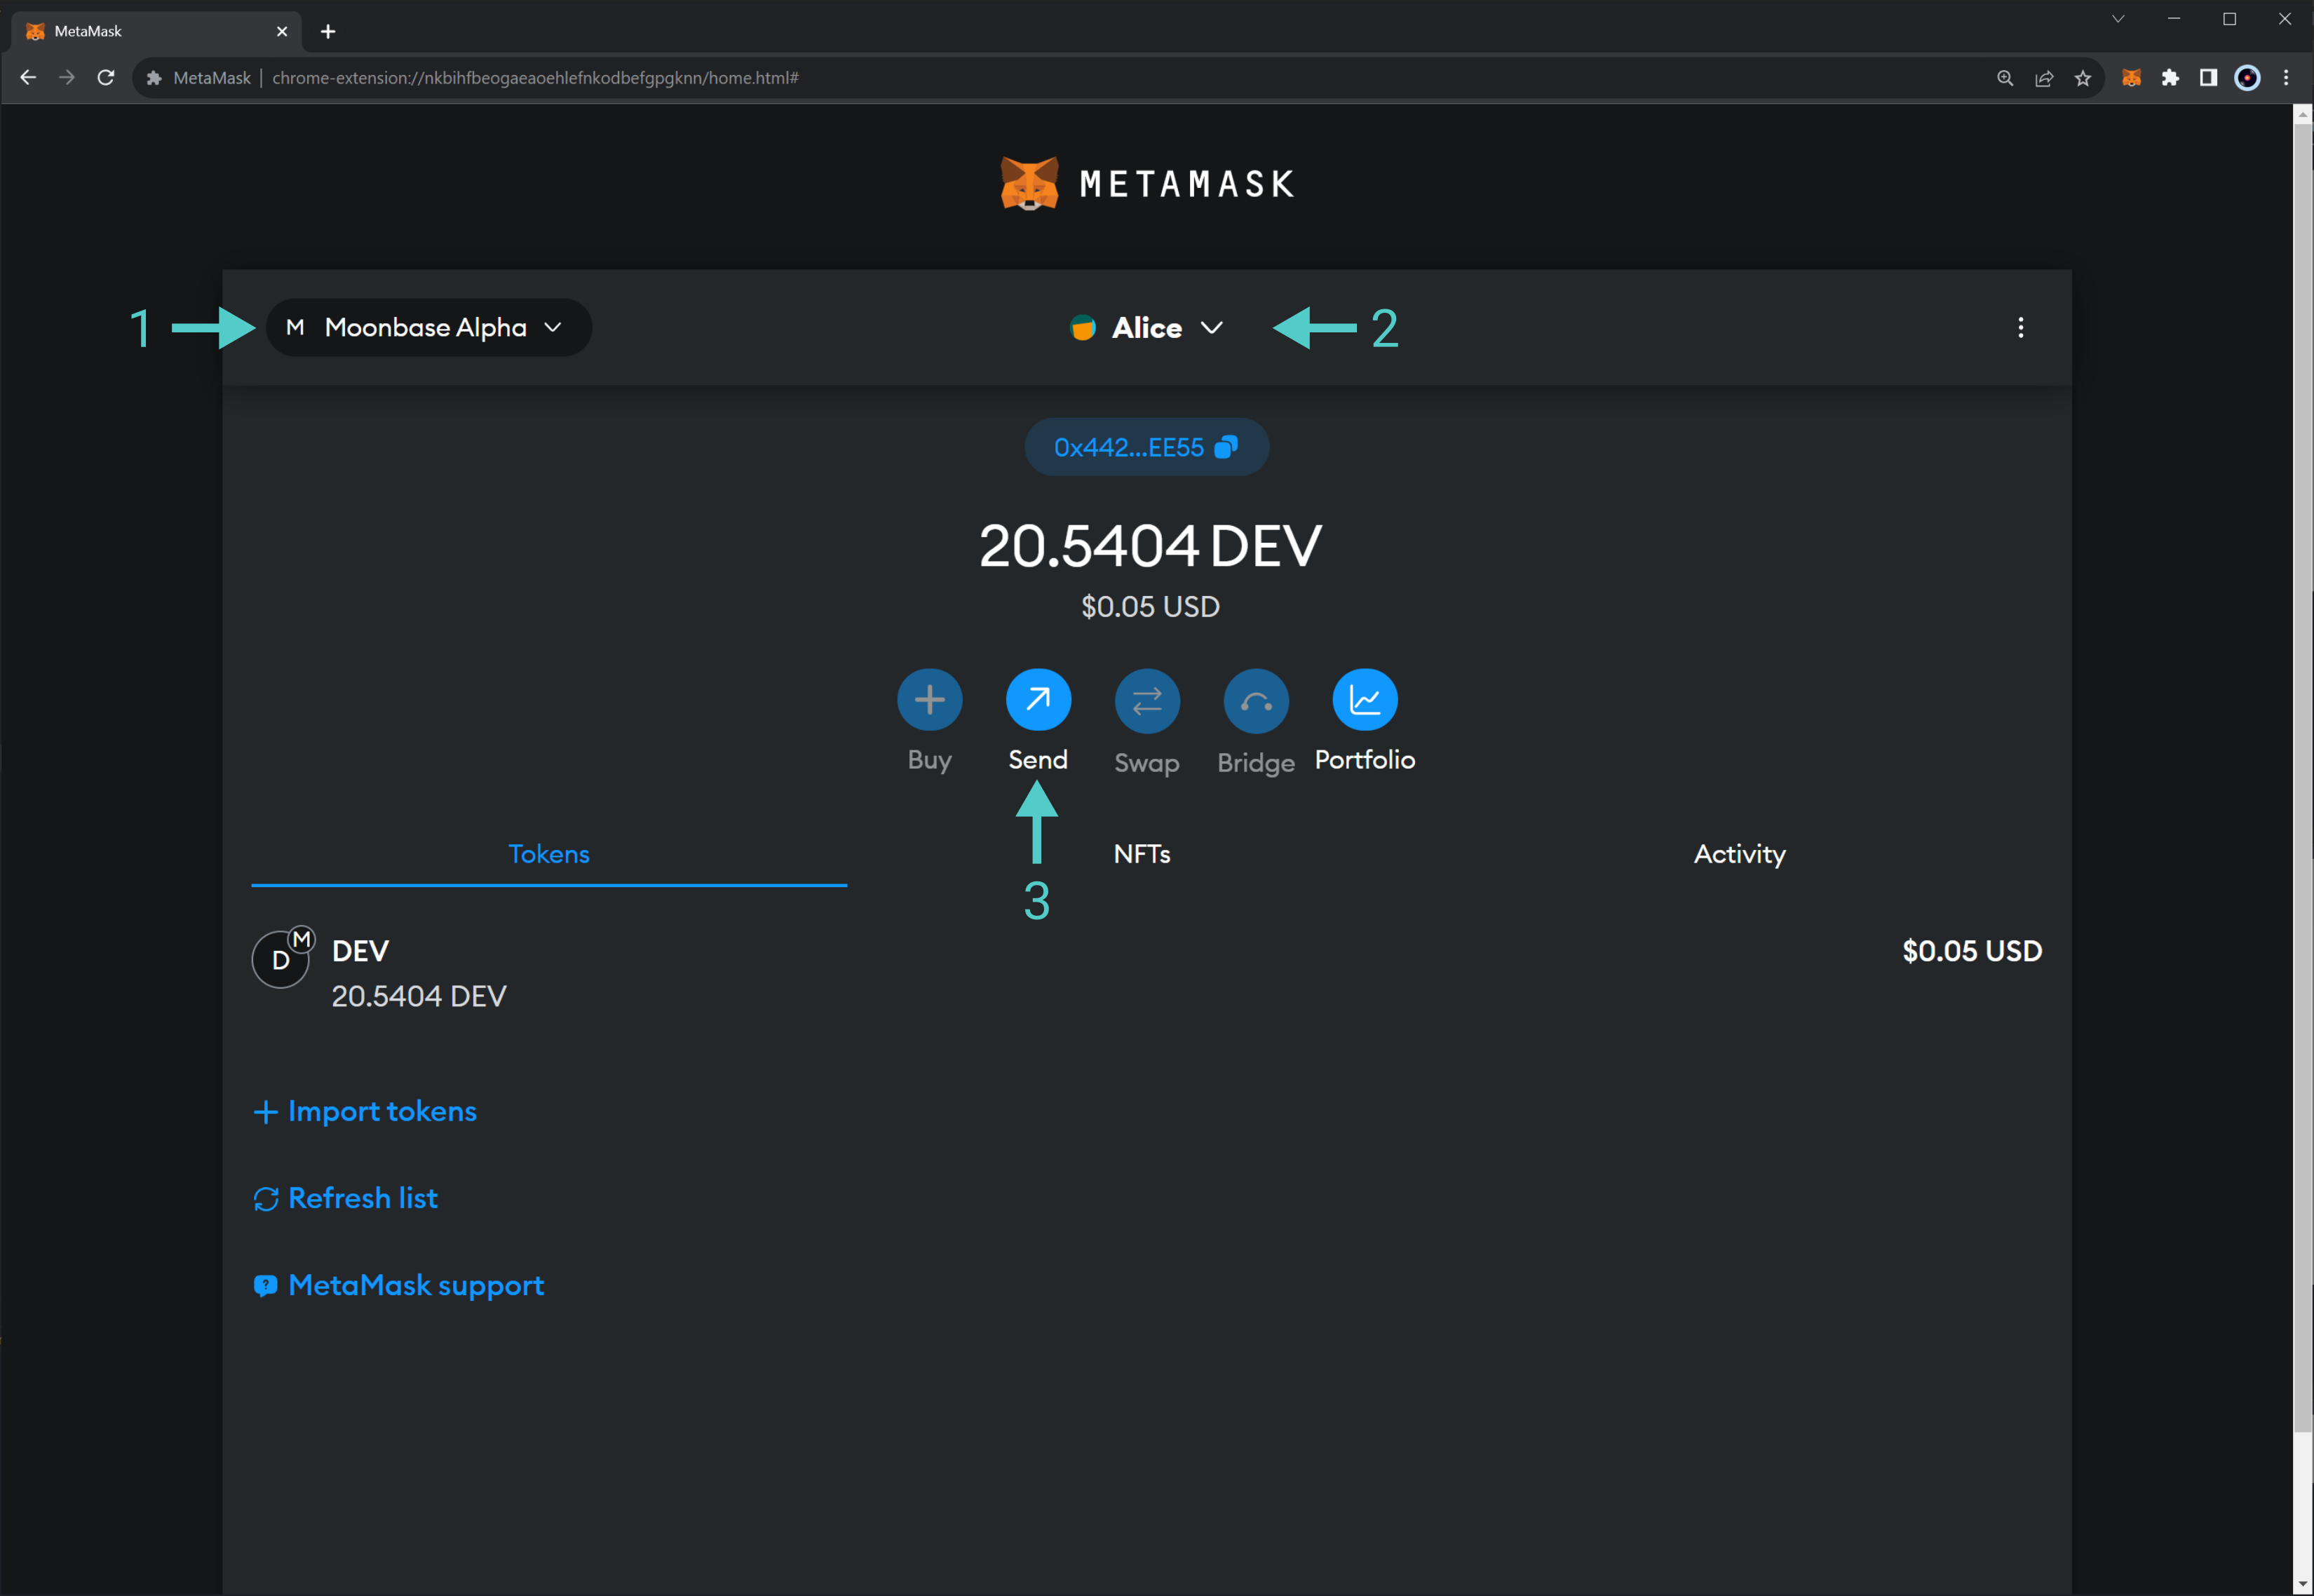 MetaMask
MetaMask | chrome-extension://nkbihfbeogaeaoehlefnkodbefgpgknn/home.html#
METAMASK
1
M Moonbase Alpha
Alice
2
0x442...EE55
20.5404 DEV
$0.05 USD
Buy Send Swap Bridge Portfolio
3
Tokens NFTs Activity
D M DEV $0.05 USD
20.5404 DEV
Import tokens
Refresh list
MetaMask support